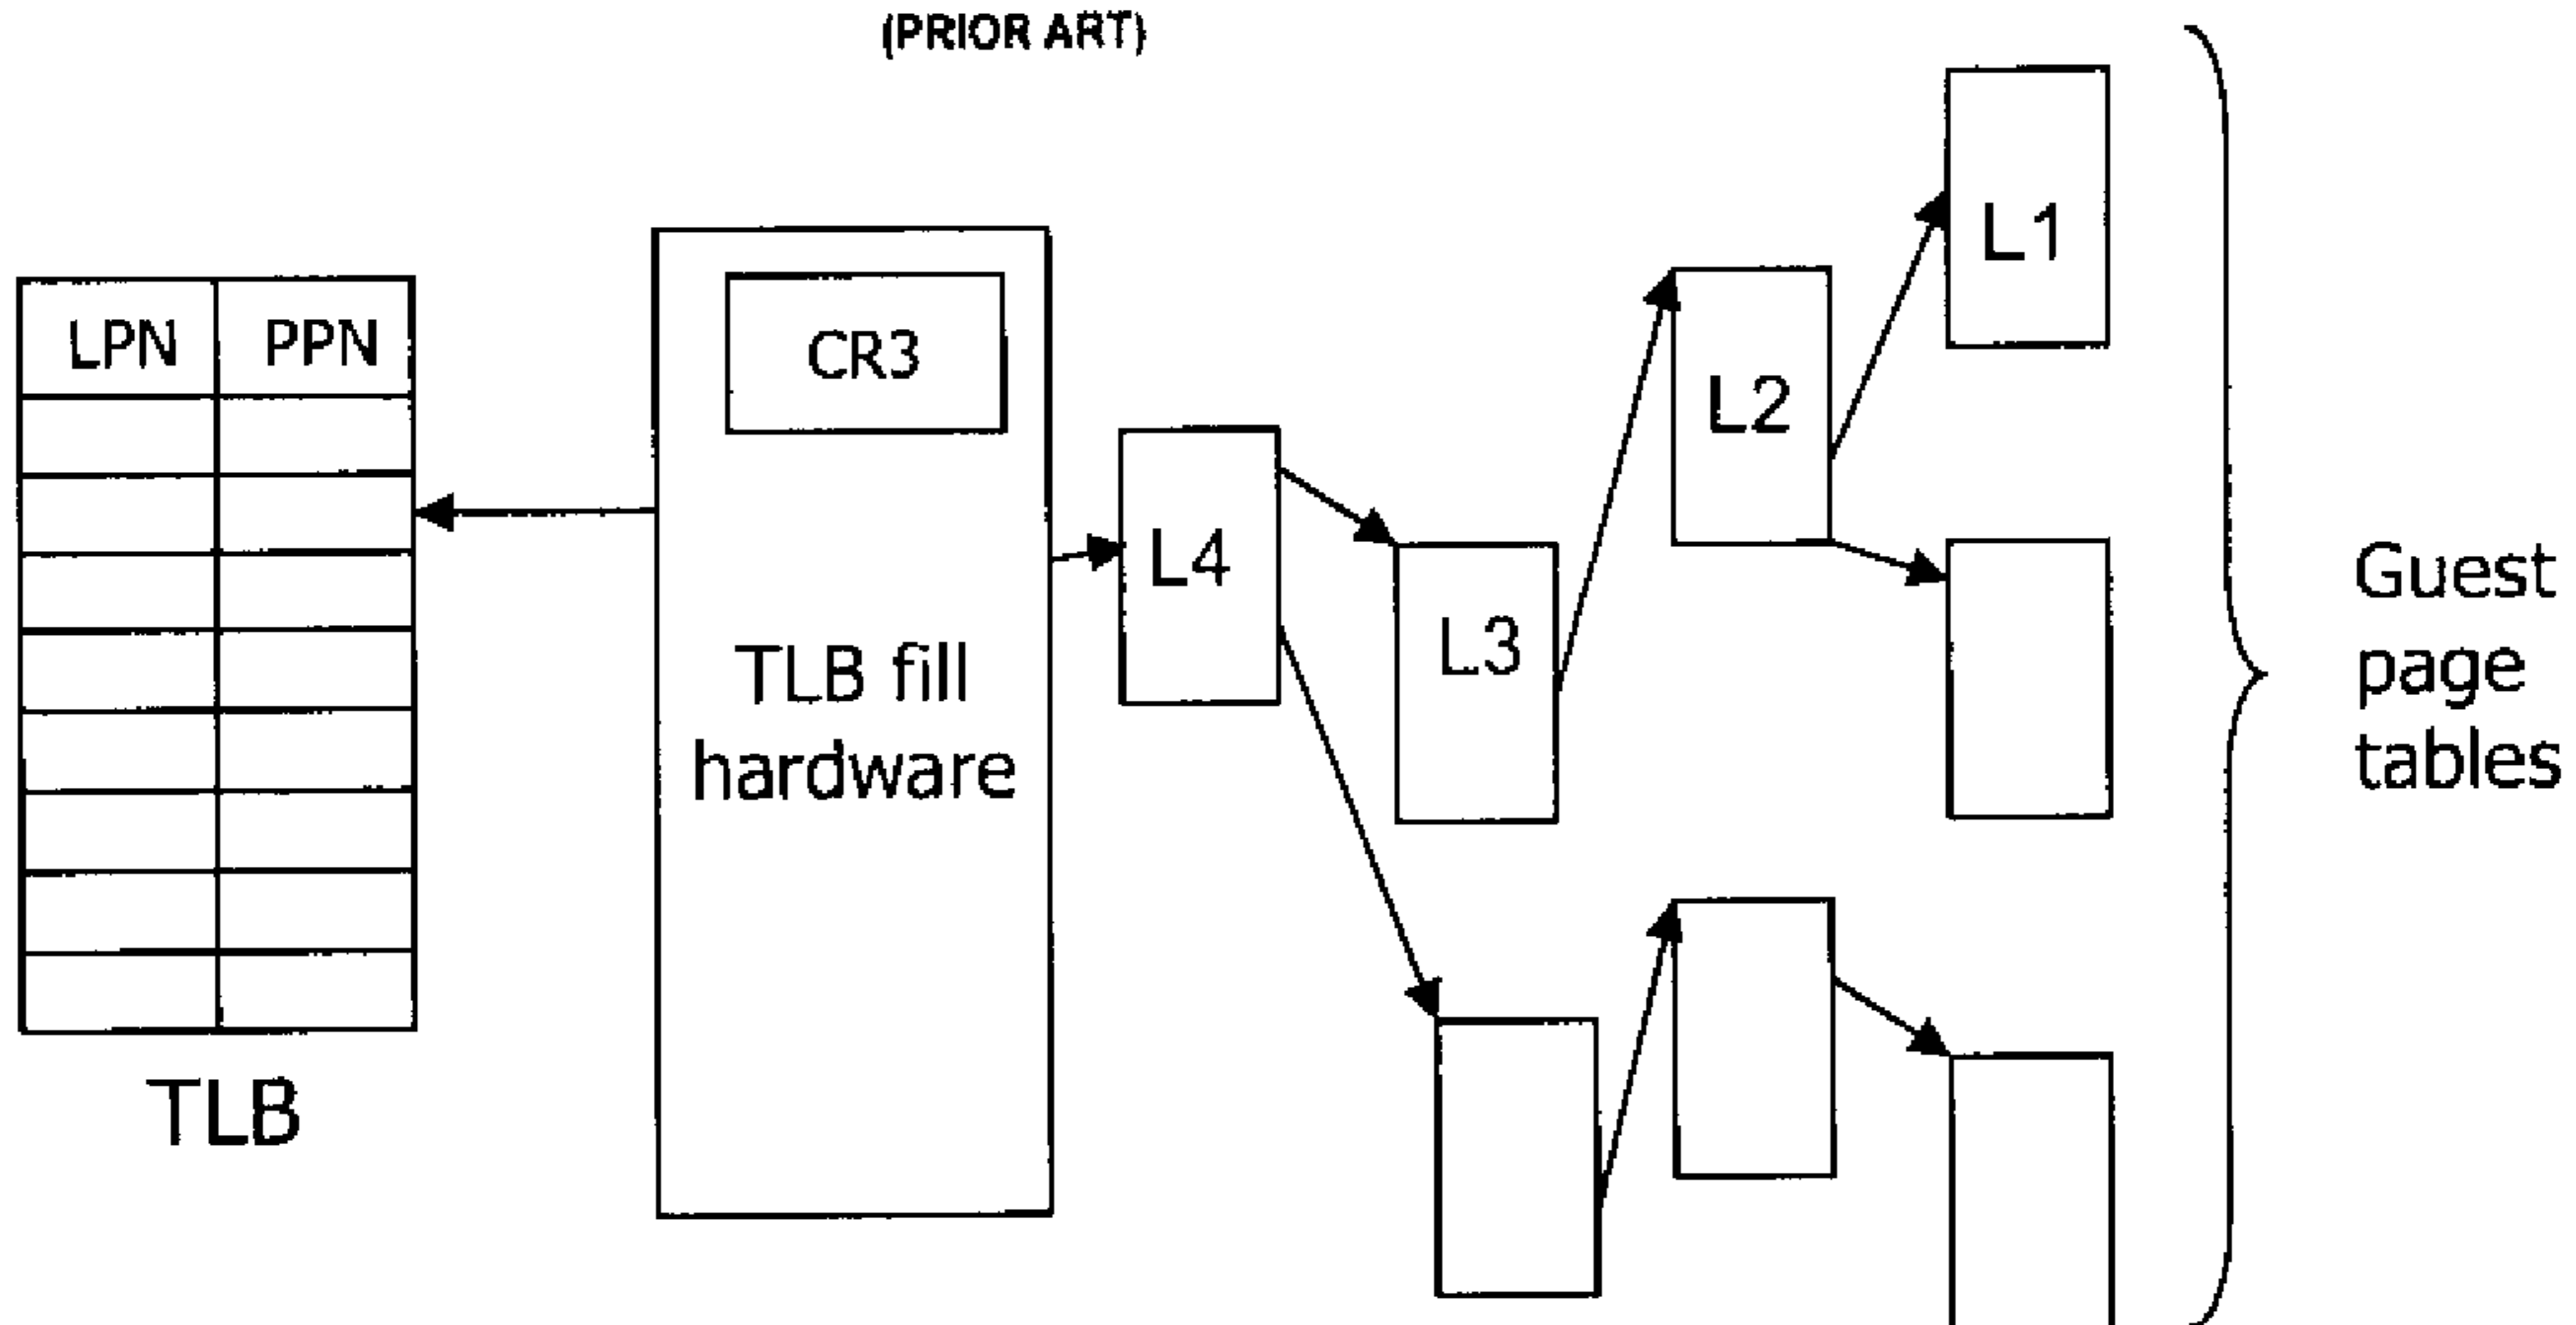 (PRIOR ART)
LPN PPN
TLB
CR3
TLB fill
hardware
L4
L3
L2
L1
Guest
page
tables